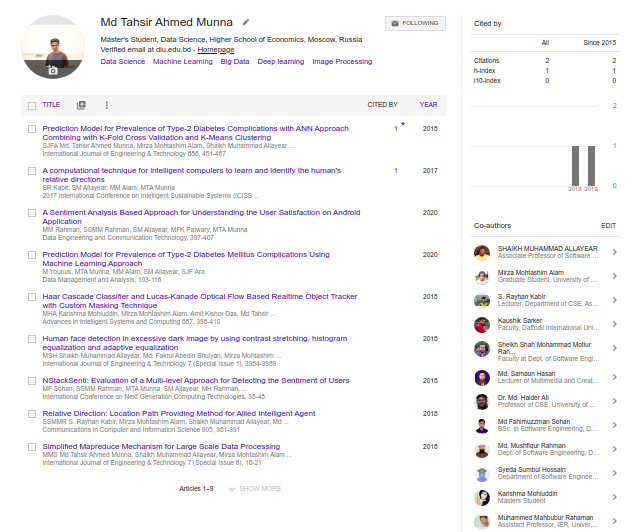 Md Tahsir Ahmed Munna
FOLLOWING
Master's Student, Data Science, Higher School of Economics, Moscow, Russia
Verified email at diu.edu.bd - Homepage
Data Science Machine Learning Big Data Deep learning Image Processing
TITLE CITED BY YEAR
Prediction Model for Prevalence of Type-2 Diabetes Complications with ANN Approach
Combining with K-Fold Cross Validation and K-Means Clustering
SJFA Md. Tahsir Ahmed Munna, Mirza Mohtashim Alam, Shaikh Muhammad Allayear ...
International Journal of Engineering & Technology 856, 451-467
1 * 2018
A computational technique for intelligent computers to learn and identify the human's
relative directions
SR Kabir, SM Allayear, MM Alam, MTA Munna
2017 International Conference on Intelligent Sustainable Systems (ICISS ...
1 2017
A Sentiment Analysis Based Approach for Understanding the User Satisfaction on Android
Application
MM Rahman, SSMM Rahman, SM Allayear, MFK Patwary, MTA Munna
Data Engineering and Communication Technology, 397-407
2020
Prediction Model for Prevalence of Type-2 Diabetes Mellitus Complications Using
Machine Learning Approach
M Younus, MTA Munna, MM Alam, SM Allayear, SJF Ara
Data Management and Analysis, 103-116
2020
Haar Cascade Classifier and Lucas-Kanade Optical Flow Based Realtime Object Tracker
with Custom Masking Technique
MHA Karishma Mohiuddin, Mirza Mohtashim Alam, Amit Kishor Das, Md Tahsir ...
Advances in Intelligent Systems and Computing 887, 398-410
2018
Human face detection in excessive dark image by using contrast stretching, histogram
equalization and adaptive equalization
MSH Shaikh Muhammad Allayear, Md. Fakrul Abedin Bhuiyan, Mirza Mohtashim ...
International Journal of Engineering & Technology 7 (Special Issue 1), 3984-3989
2018
NStackSenti: Evaluation of a Multi-level Approach for Detecting the Sentiment of Users
MF Sohan, SSMM Rahman, MTA Munna, SM Allayear, MH Rahman, ...
International Conference on Next Generation Computing Technologies, 38-48
2018
Relative Direction: Location Path Providing Method for Allied Intelligent Agent
SSMMR S. Rayhan Kabir, Mirza Mohtashim Alam, Shaikh Muhammad Allayear, Md ...
Communications in Computer and Information Science 905, 381-391
2018
Simplified Mapreduce Mechanism for Large Scale Data Processing
MMS Md Tahsir Ahmed Munna, Shaikh Muhammad Allayear, Mirza Mohtashim Alam ...
International Journal of Engineering & Technology 7 (Special Issue 8), 16-21
2018
Articles 1–9 SHOW MORE
Cited by
All Since 2015
Citations 2 2
h-index 1 1
i10-index 0 0
2
1
0
2018 2019
Co-authors EDIT
SHAIKH MUHAMMAD ALLAYEAR
Associate Professor of Software ...
Mirza Mohtashim Alam
Graduate Student, University of ...
S. Rayhan Kabir
Lecturer, Department of CSE, As...
Kaushik Sarker
Faculty, Daffodil International Uni...
Sheikh Shah Mohammad Motiur
Rah...
Faculty at Dept. of Software Engi...
Md. Samaun Hasan
Lecturer of Multimedia and Creat...
Dr. Md. Haider Ali
Professor of CSE, University of ...
Md Fahimuzzman Sohan
BSc. in Software Engineering, D...
Md. Mushfiqur Rahman
Dept. of Software Engineering, D...
Syeda Sumbul Hossain
Department of Software Enginee...
Karishma Mohiuddin
Masters Student
Muhammed Mahbubur Rahaman
Assistant Professor, IER, Univer...